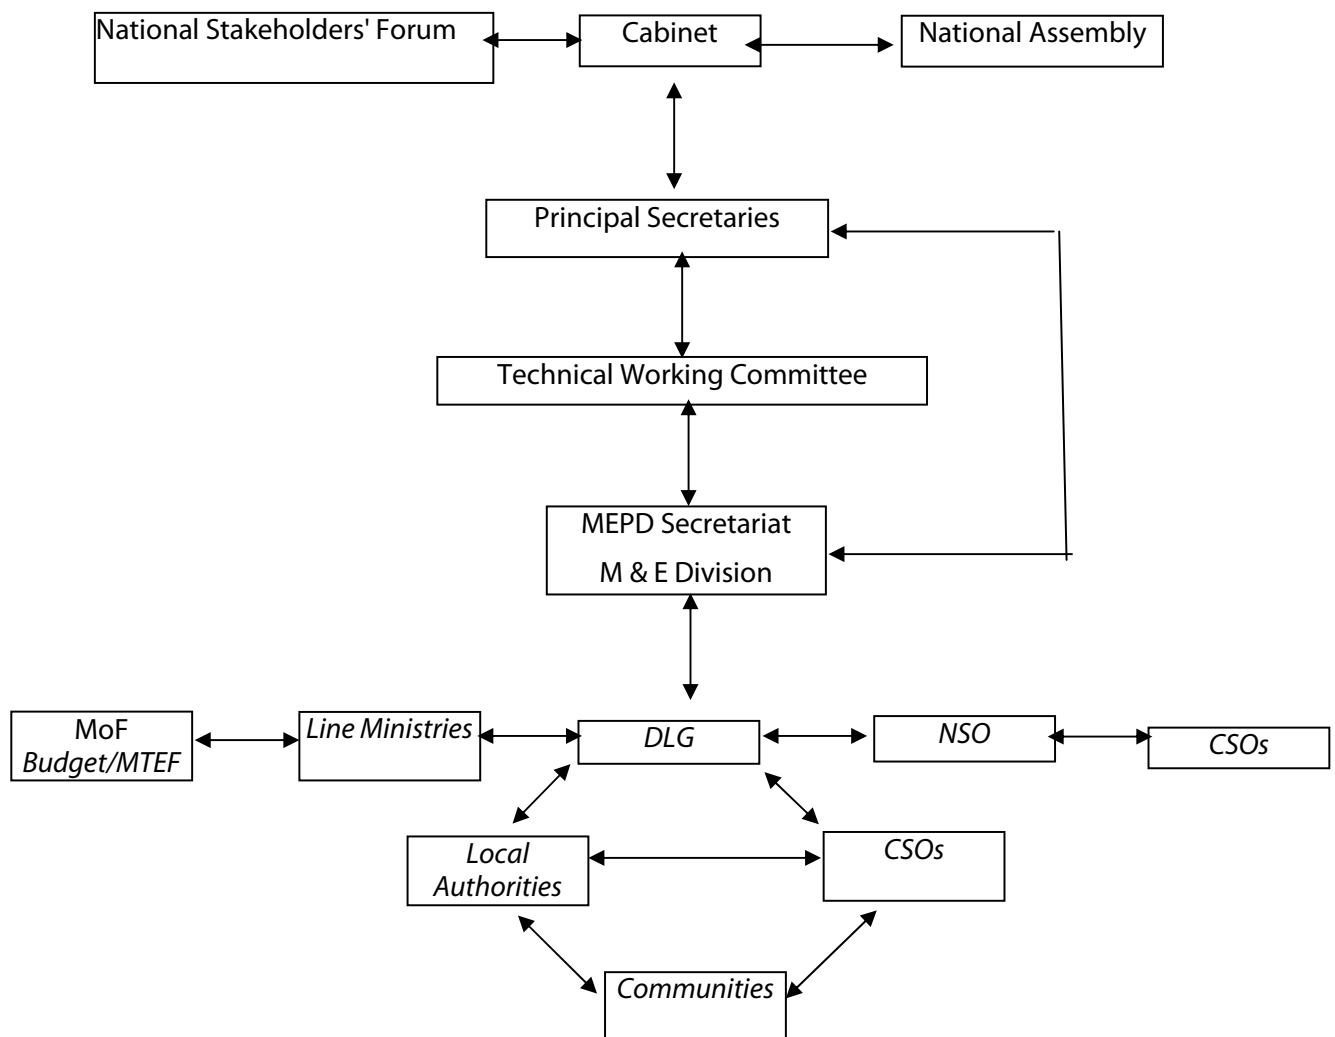 National Stakeholders' Forum
Cabinet
National Assembly
Principal Secretaries
Technical Working Committee
MEPD Secretariat
M & E Division
MoF
Budget/MTEF
Line Ministries
DLG
NSO
CSOs
Local
Authorities
CSOs
Communities